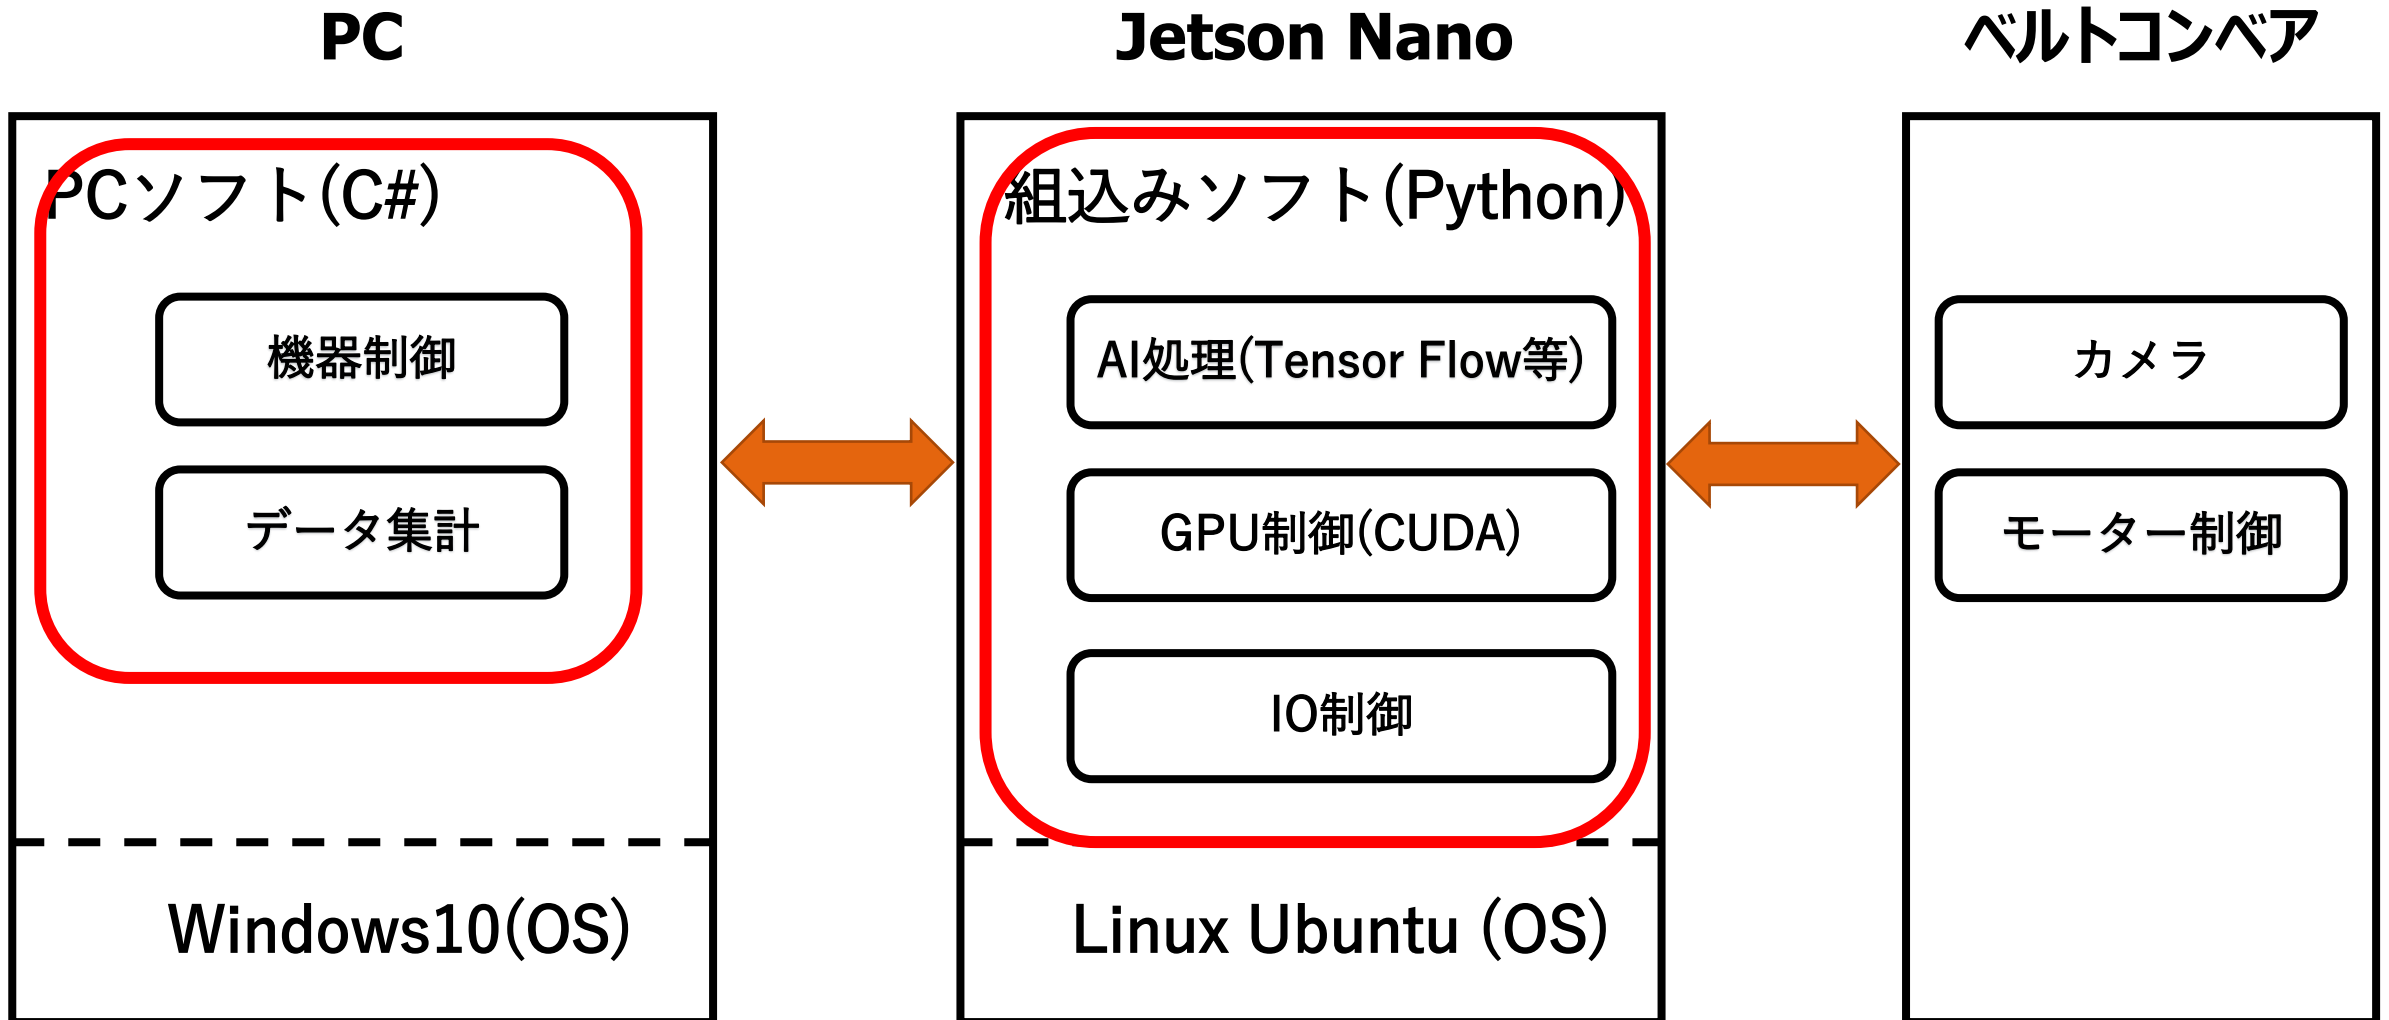 PC
Jetson Nano
ベルトコンベア
PCソフト(C#)
機器制御
データ集計
Windows10(OS)
組込みソフト(Python)
AI処理(Tensor Flow等)
GPU制御(CUDA)
IO制御
Linux Ubuntu (OS)
カメラ
モーター制御